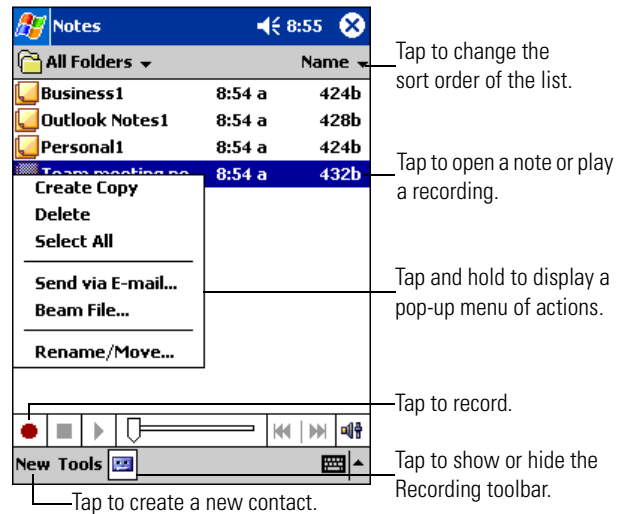 Notes 8:55
All Folders Name
Tap to change the
sort order of the list.
Business1 8:54 a 424b
Outlook Notes1 8:54 a 428b
Personal1 8:54 a 424b
Team meeting no 8:54 a 432b
Tap to open a note or play
a recording.
Create Copy
Delete
Select All
Send via E-mail...
Beam File...
Rename/Move...
Tap and hold to display a
pop-up menu of actions.
Tap to record.
New Tools
Tap to show or hide the
Recording toolbar.
Tap to create a new contact.